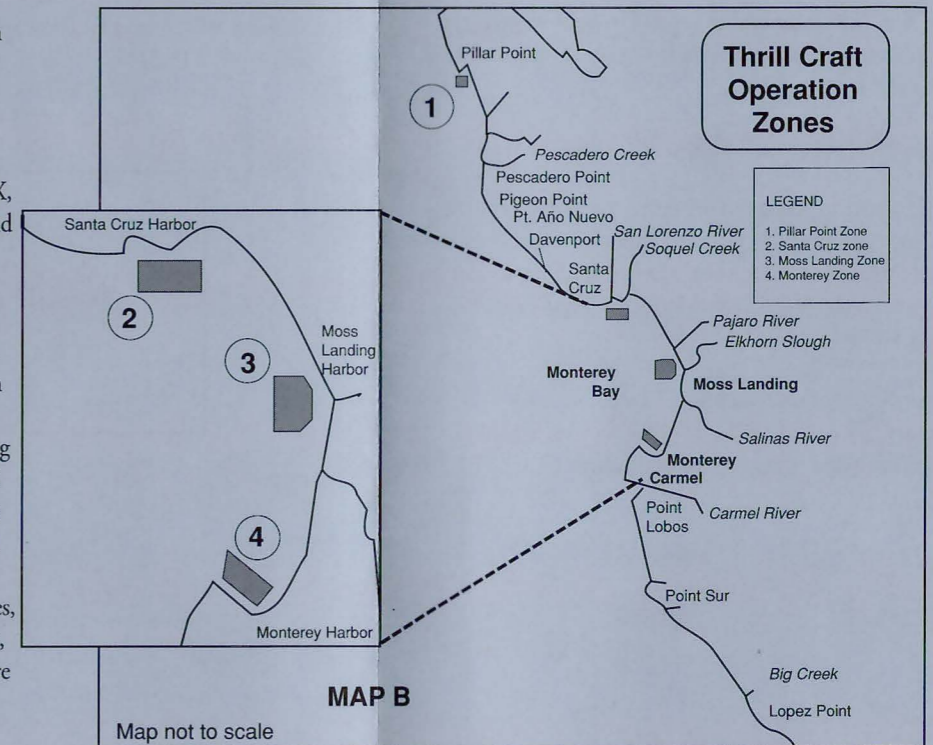 Thrill Craft
Operation
Zones
Pillar Point
1
Pescadero Creek
Pescadero Point
Pigeon Point
Pt. Año Nuevo
Davenport
San Lorenzo River
Soquel Creek
Santa
Cruz
LEGEND
1. Pillar Point Zone
2. Santa Cruz zone
3. Moss Landing Zone
4. Monterey Zone
Santa Cruz Harbor
2
3
Moss
Landing
Harbor
4
Monterey Harbor
Pajaro River
Elkhorn Slough
Monterey
Bay
Moss Landing
Salinas River
Monterey
Carmel
Point
Lobos
Carmel River
Point Sur
Big Creek
Lopez Point
MAP B
Map not to scale